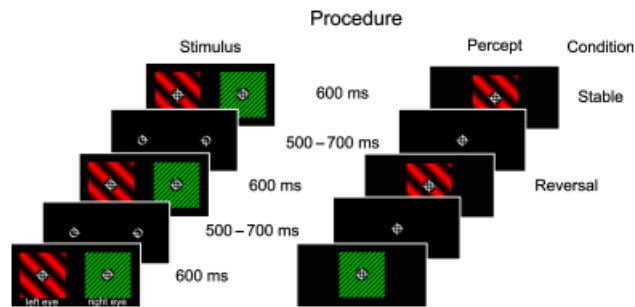 Procedure
Stimulus
Percept
Condition
600 ms
Stable
500–700 ms
600 ms
Reversal
500–700 ms
600 ms
left eye
right eye